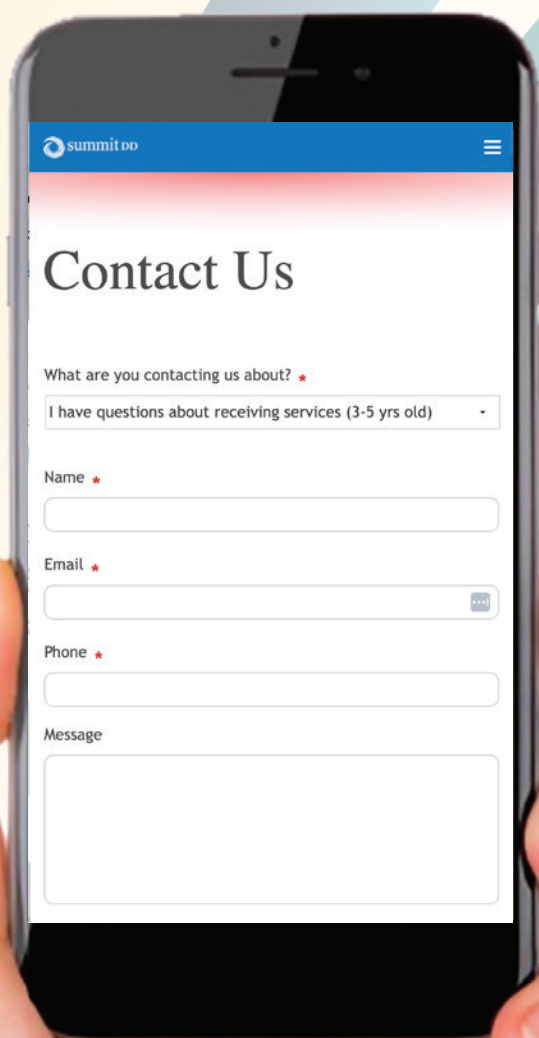 summit DD
Contact Us
What are you contacting us about? *
I have questions about receiving services (3-5 yrs old)
Name *
Email *
Phone *
Message